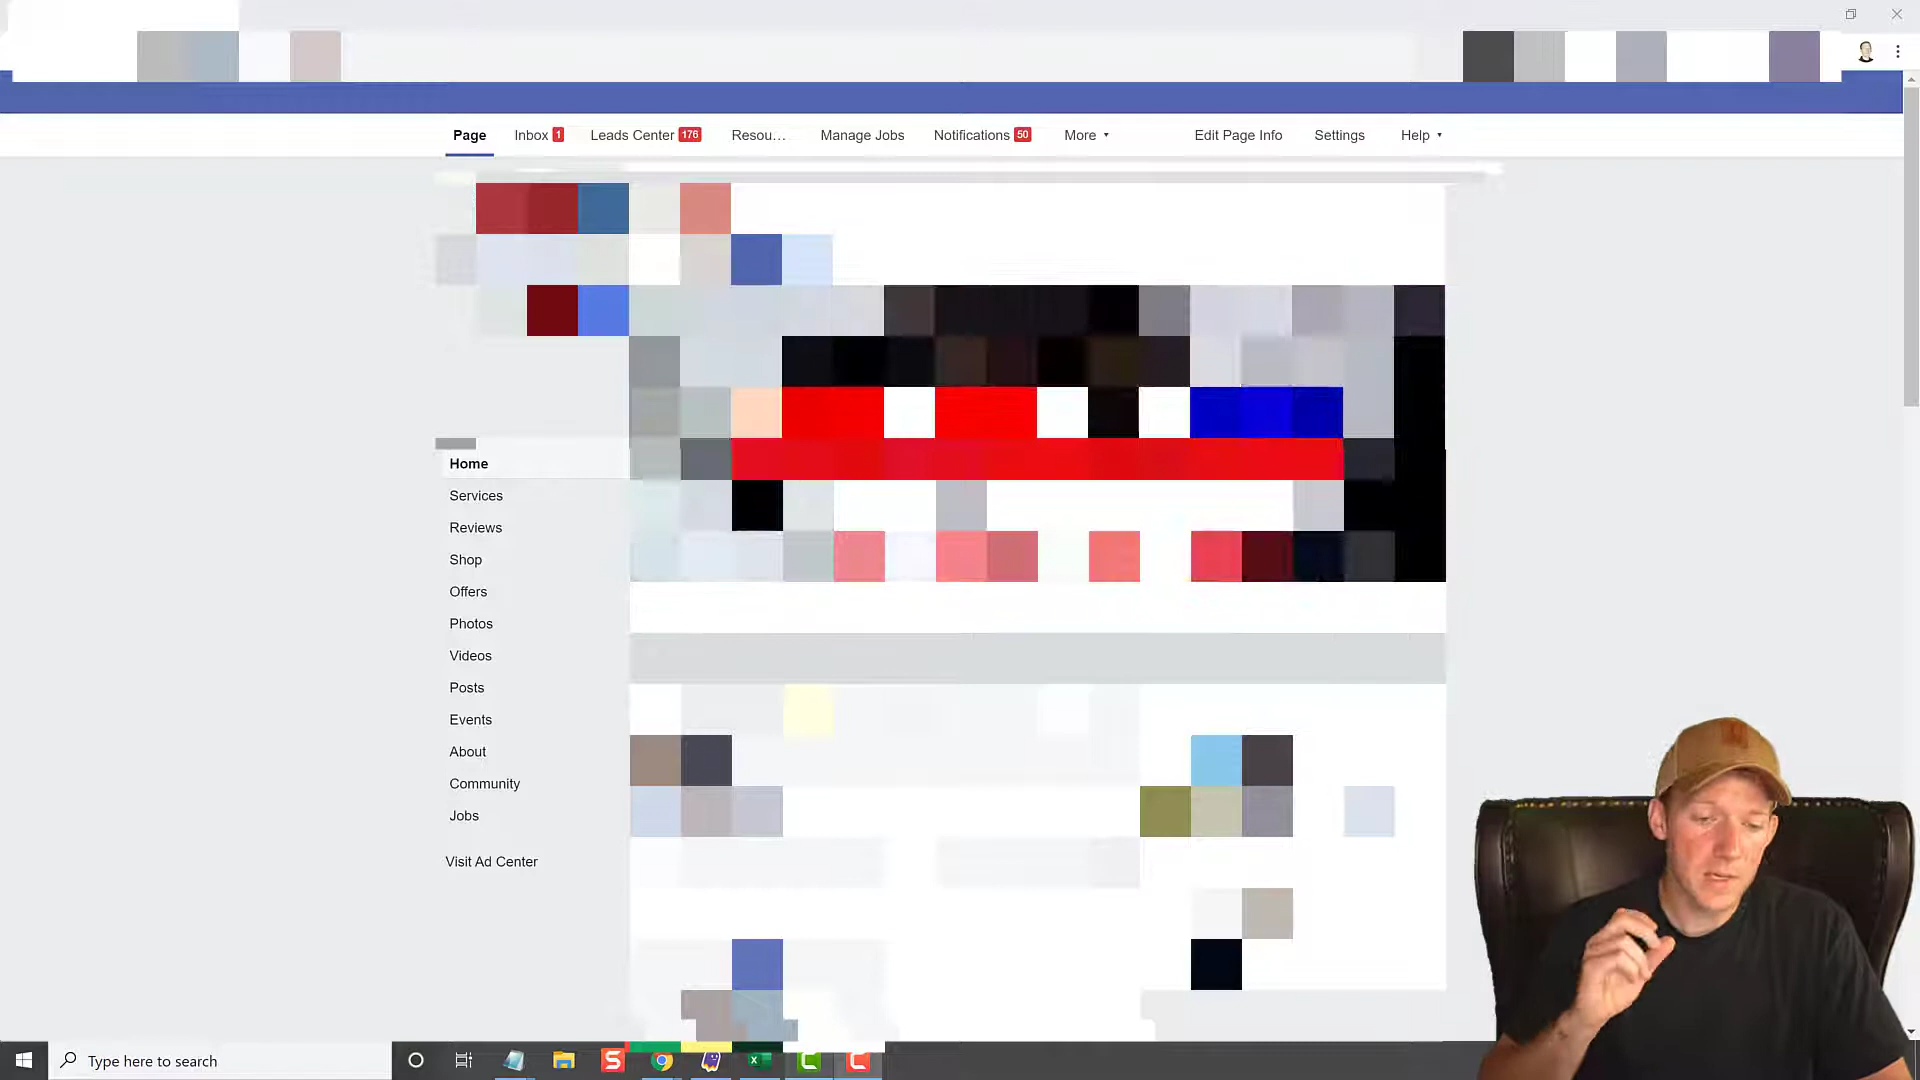 Page Inbox 1 Leads Center 176 Resou... Manage Jobs Notifications 50 More Edit Page Info Settings Help
Home
Services
Reviews
Shop
Offers
Photos
Videos
Posts
Events
About
Community
Jobs
Visit Ad Center
Type here to search